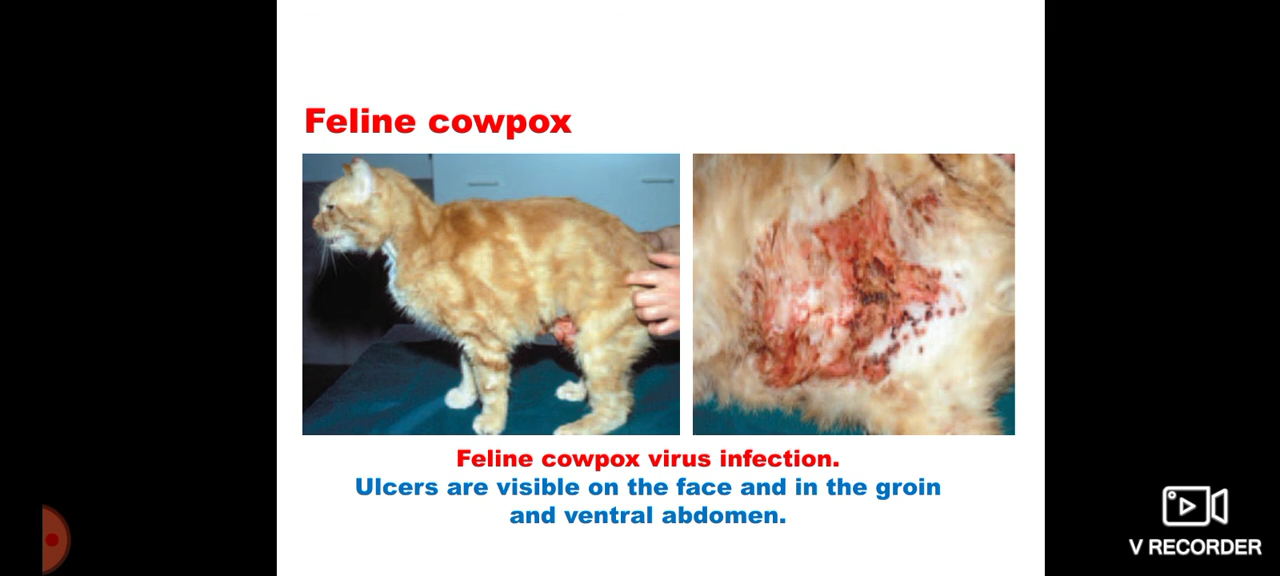 Feline cowpox
Feline cowpox virus infection.
Ulcers are visible on the face and in the groin
and ventral abdomen.
V RECORDER